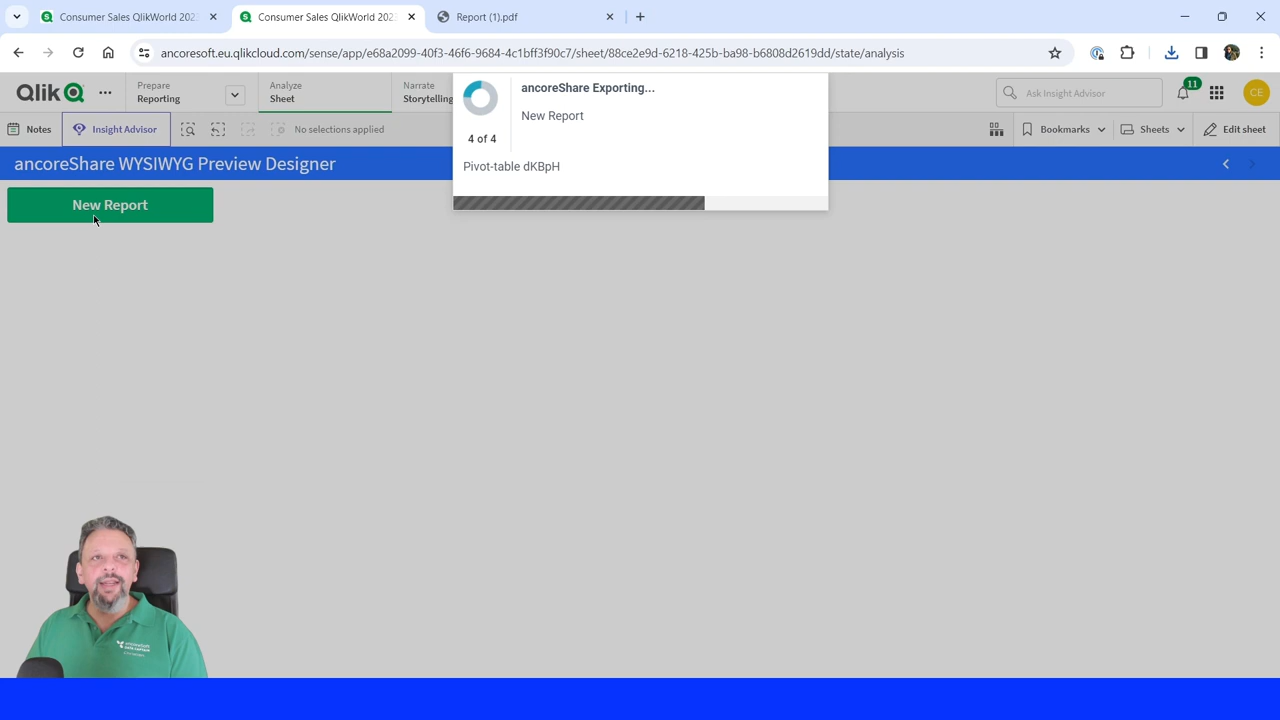 Consumer Sales QlikWorld 202
Consumer Sales QlikWorld 202
Report (1).pdf
ancoresoft.eu.qlikcloud.com/sense/app/e68a2099-40f3-46f6-9684-4c1bff3f90c7/sheet/88ce2e9d-6218-425b-ba98-b6808d2619dd/state/analysis
Qlik
Prepare
Reporting
Analyze
Sheet
Narrate
Storytelling
Ask Insight Advisor
11
CE
Notes
Insight Advisor
No selections applied
Bookmarks
Sheets
Edit sheet
ancoreShare WYSIWYG Preview Designer
New Report
ancoreShare Exporting...
New Report
4 of 4
Pivot-table dKBpH